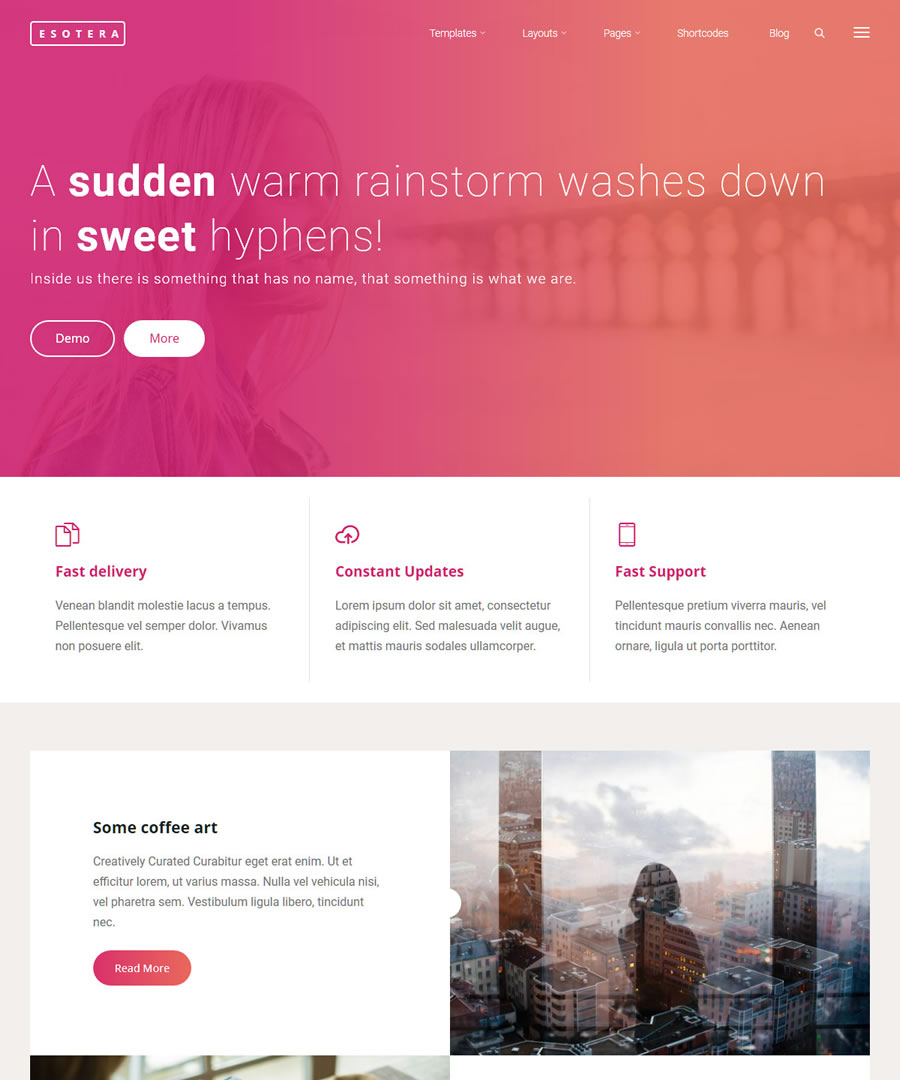 ESOTERA
Templates Layouts Pages Shortcodes Blog
A sudden warm rainstorm washes down
in sweet hyphens!
Inside us there is something that has no name, that something is what we are.
Demo More
Fast delivery
Venean blandit molestie lacus a tempus.
Pellentesque vel semper dolor. Vivamus
non posuere elit.
Constant Updates
Lorem ipsum dolor sit amet, consectetur
adipiscing elit. Sed malesuada velit augue,
et mattis mauris sodales ullamcorper.
Fast Support
Pellentesque pretium viverra mauris, vel
tincidunt mauris convallis nec. Aenean
ornare, ligula ut porta porttitor.
Some coffee art
Creatively Curated Curabitur eget erat enim. Ut et
efficitur lorem, ut varius massa. Nulla vel vehicula nisi,
vel pharetra sem. Vestibulum ligula libero, tincidunt
nec.
Read More